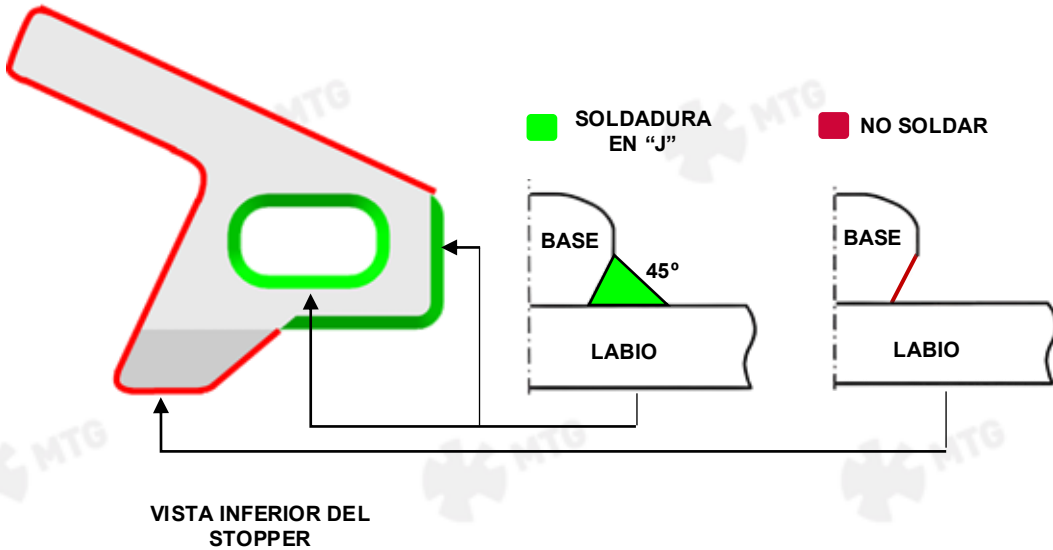 SOLDADURA
EN “J”
NO SOLDAR
BASE
45º
LABIO
BASE
LABIO
VISTA INFERIOR DEL
STOPPER
MTG
MTG
MTG
MTG
MTG